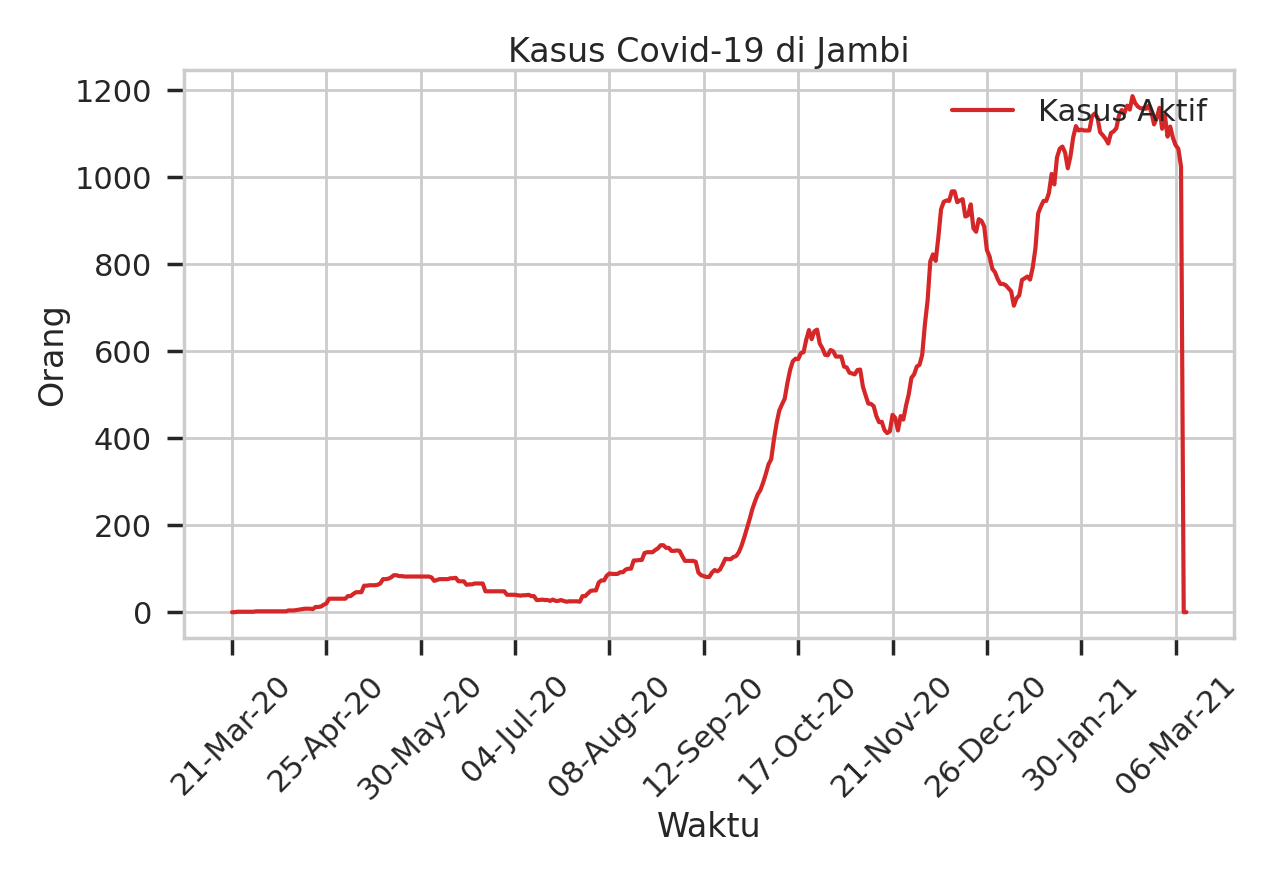 Kasus Covid-19 di Jambi
Kasus Aktif
1200
1000
800
600
400
200
0
Orang
21-Mar-20
25-Apr-20
30-May-20
04-Jul-20
08-Aug-20
12-Sep-20
17-Oct-20
21-Nov-20
26-Dec-20
30-Jan-21
06-Mar-21
Waktu